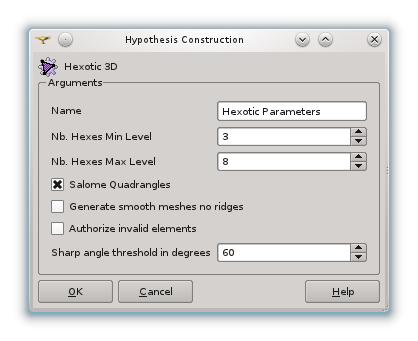 Hypothesis Construction
Hexotic 3D
Arguments
Name Hexotic Parameters
Nb. Hexes Min Level 3
Nb. Hexes Max Level 8
Salome Quadrangles
Generate smooth meshes no ridges
Authorize invalid elements
Sharp angle threshold in degrees 60
OK Cancel Help